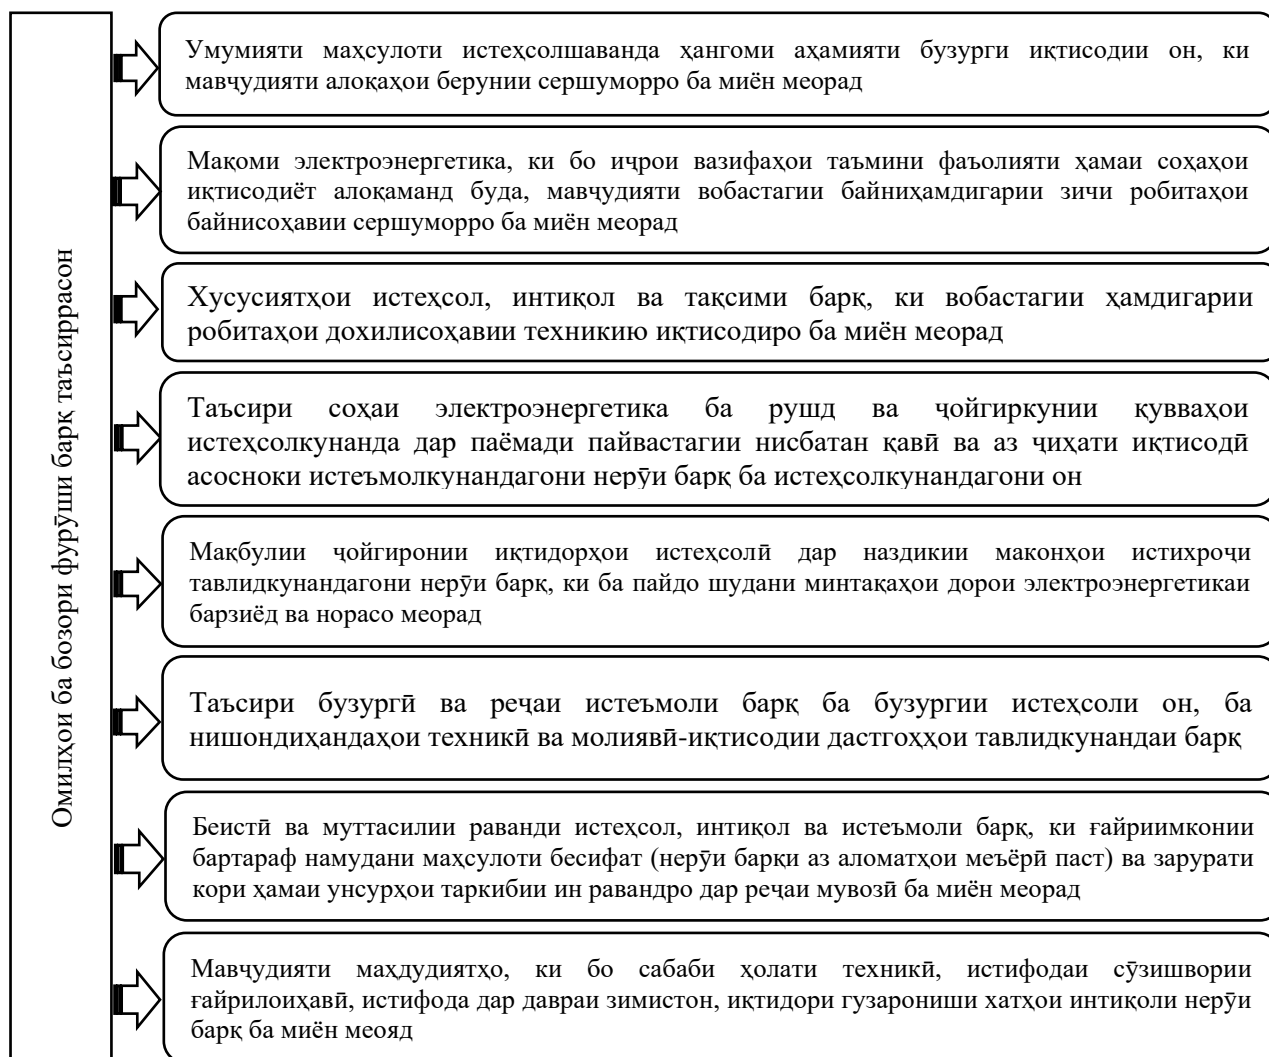 Омилҳои ба бозори фурӯши барқ таъсиррасон
Умумияти маҳсулоти истеҳсолшаванда ҳангоми аҳамияти бузурги иқтисодии он, ки
мавҷудияти алоқаҳои берунии сершуморро ба миён меорад
Мақоми электроэнергетика, ки бо иҷрои вазифаҳои таъмини фаъолияти ҳамаи соҳаҳои
иқтисодиёт алоқаманд буда, мавҷудияти вобастагии байниҳамдигарии зичи робитаҳои
байнисоҳавии сершуморро ба миён меорад
Хусусиятҳои истеҳсол, интиқол ва тақсими барқ, ки вобастагии ҳамдигарии
робитаҳои дохилисоҳавии техникию иқтисодиро ба миён меорад
Таъсири соҳаи электроэнергетика ба рушд ва ҷойгиркунии қувваҳои
истеҳсолкунанда дар паёмади пайвастагии нисбатан қавӣ ва аз ҷиҳати иқтисодӣ
асосноки истеъмолкунандагони нерӯи барқ ба истеҳсолкунандагони он
Мақбулии ҷойгиронии иқтидорҳои истеҳсолӣ дар наздикии маконҳои истихроҷи
тавлидкунандагони нерӯи барқ, ки ба пайдо шудани минтақаҳои дорои электроэнергетикаи
барзиёд ва норасо меорад
Таъсири бузургӣ ва реҷаи истеъмоли барқ ба бузургии истеҳсоли он, ба
нишондиҳандаҳои техникӣ ва молиявӣ-иқтисодии дастгоҳҳои тавлидкунандаи барқ
Беистӣ ва муттасилии раванди истеҳсол, интиқол ва истеъмоли барқ, ки ғайриимконии
бартараф намудани маҳсулоти бесифат (нерӯи барқи аз аломатҳои меъёрӣ паст) ва зарурати
кори ҳамаи унсурҳои таркибии ин равандро дар реҷаи мувозӣ ба миён меорад
Мавҷудияти маҳдудиятҳо, ки бо сабаби ҳолати техникӣ, истифодаи сӯзишвории
ғайрилоиҳавӣ, истифода дар давраи зимистон, иқтидори гузарониши хатҳои интиқоли нерӯи
барқ ба миён меояд